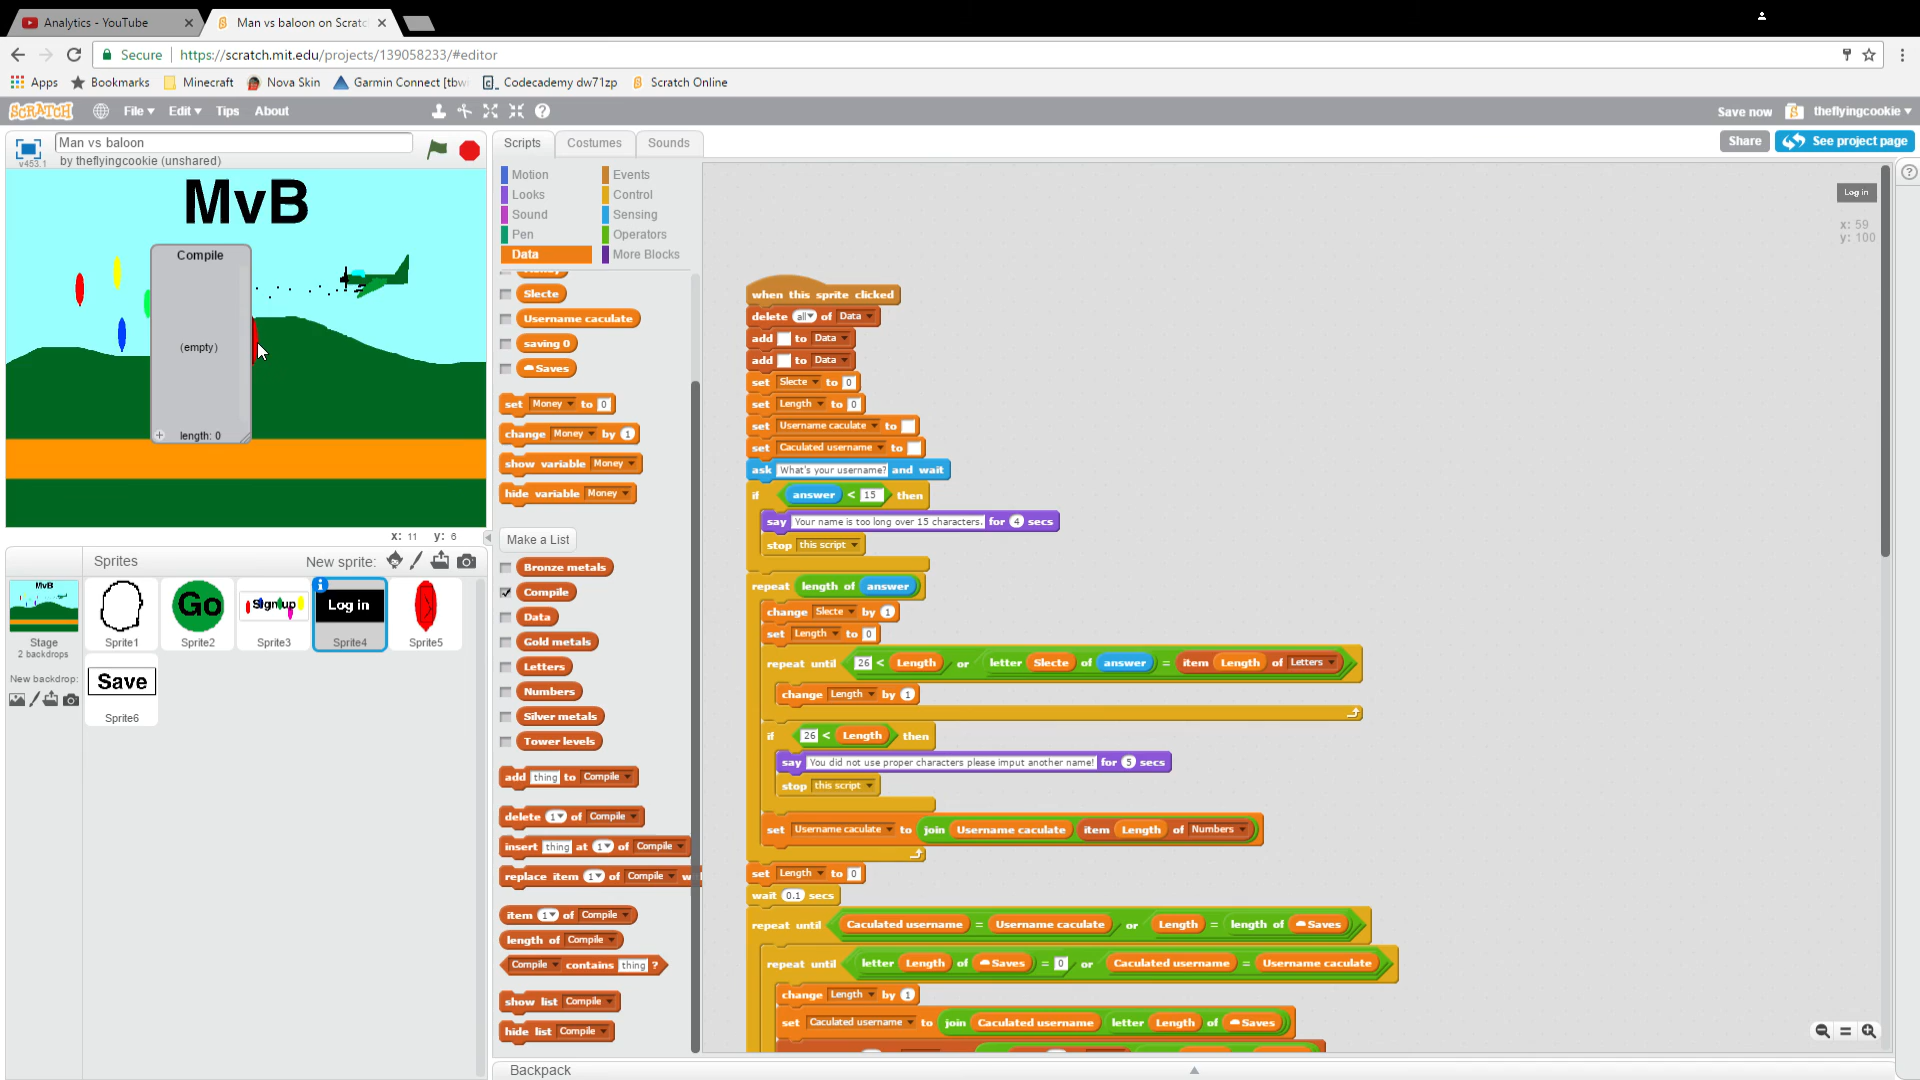 Analytics - YouTube
Man vs baloon on Scratc
Secure
https://scratch.mit.edu/projects/139058233/#editor
Apps
Bookmarks
Minecraft
Nova Skin
Garmin Connect [tbw
Codecademy dw71zp
Scratch Online
SCRATCH
File
Edit
Tips
About
Save now
theflyingcookie
v453.1
Man vs baloon
by theflyingcookie (unshared)
Scripts
Costumes
Sounds
Share
See project page
MvB
Compile
(empty)
+ length: 0
x: 11 y: 6
Sprites
New sprite:
Stage
2 backdrops
New backdrop:
MvB
Sprite1
Go
Sprite2
Sign up
Sprite3
Log in
Sprite4
Sprite5
Save
Sprite6
Motion
Looks
Sound
Pen
Data
Events
Control
Sensing
Operators
More Blocks
Slecte
Username caculate
saving 0
Saves
set Money to 0
change Money by 1
show variable Money
hide variable Money
Make a List
Bronze metals
Compile
Data
Gold metals
Letters
Numbers
Silver metals
Tower levels
add thing to Compile
delete 1 of Compile
insert thing at 1 of Compile
replace item 1 of Compile w
item 1 of Compile
length of Compile
Compile contains thing ?
show list Compile
hide list Compile
Log in
x: 59
y: 100
when this sprite clicked
delete all of Data
add to Data
add to Data
set Slecte to 0
set Length to 0
set Username caculate to
set Caculated username to
ask What's your username? and wait
if answer < 15 then
say Your name is too long over 15 characters. for 4 secs
stop this script
repeat length of answer
change Slecte by 1
set Length to 0
repeat until 26 < Length or letter Slecte of answer = item Length of Letters
change Length by 1
if 26 < Length then
say You did not use proper characters please imput another name! for 5 secs
stop this script
set Username caculate to join Username caculate item Length of Numbers
set Length to 0
wait 0.1 secs
repeat until Caculated username = Username caculate or Length = length of Saves
repeat until letter Length of Saves = 0 or Caculated username = Username caculate
change Length by 1
set Caculated username to join Caculated username letter Length of Saves
Backpack